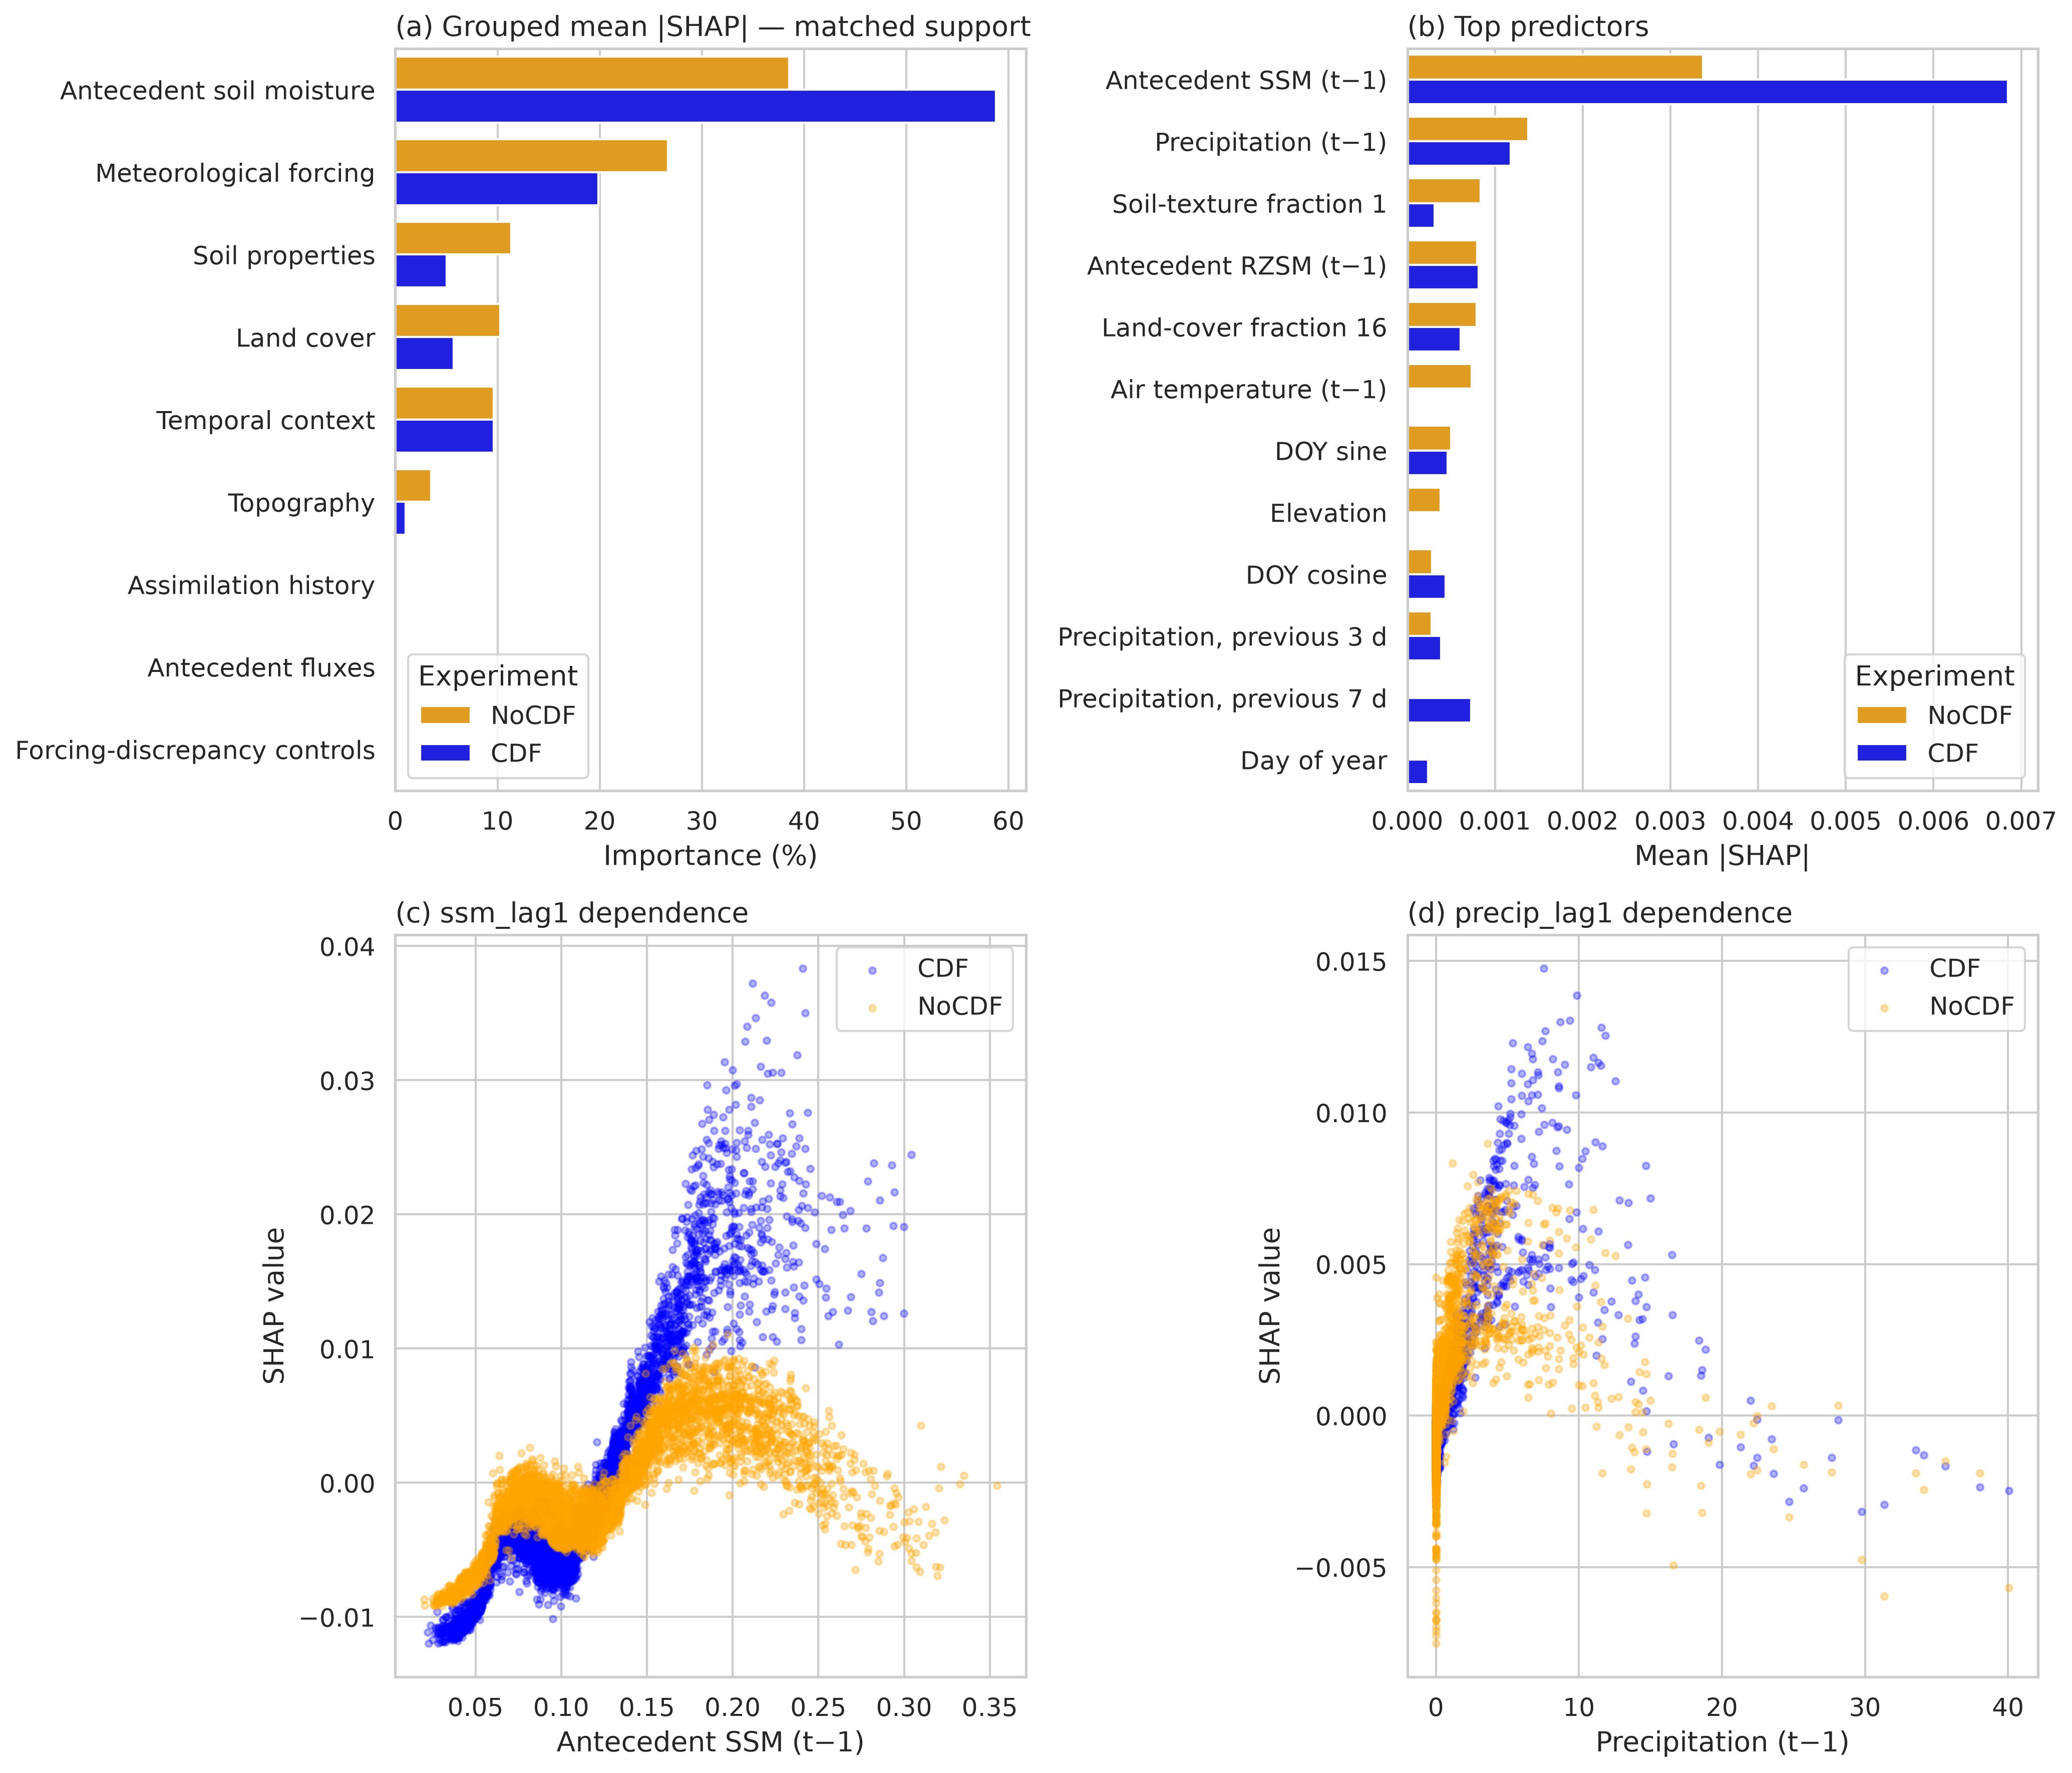 (a) Grouped mean |SHAP| — matched support
Antecedent soil moisture
Meteorological forcing
Soil properties
Land cover
Temporal context
Topography
Assimilation history
Antecedent fluxes
Forcing-discrepancy controls
Experiment
NoCDF
CDF
0 10 20 30 40 50 60
Importance (%)
(b) Top predictors
Antecedent SSM (t−1)
Precipitation (t−1)
Soil-texture fraction 1
Antecedent RZSM (t−1)
Land-cover fraction 16
Air temperature (t−1)
DOY sine
Elevation
DOY cosine
Precipitation, previous 3 d
Precipitation, previous 7 d
Day of year
Experiment
NoCDF
CDF
0.000 0.001 0.002 0.003 0.004 0.005 0.006 0.007
Mean |SHAP|
(c) ssm_lag1 dependence
CDF
NoCDF
0.04
0.03
0.02
0.01
0.00
−0.01
SHAP value
0.05 0.10 0.15 0.20 0.25 0.30 0.35
Antecedent SSM (t−1)
(d) precip_lag1 dependence
CDF
NoCDF
0.015
0.010
0.005
0.000
−0.005
SHAP value
0 10 20 30 40
Precipitation (t−1)